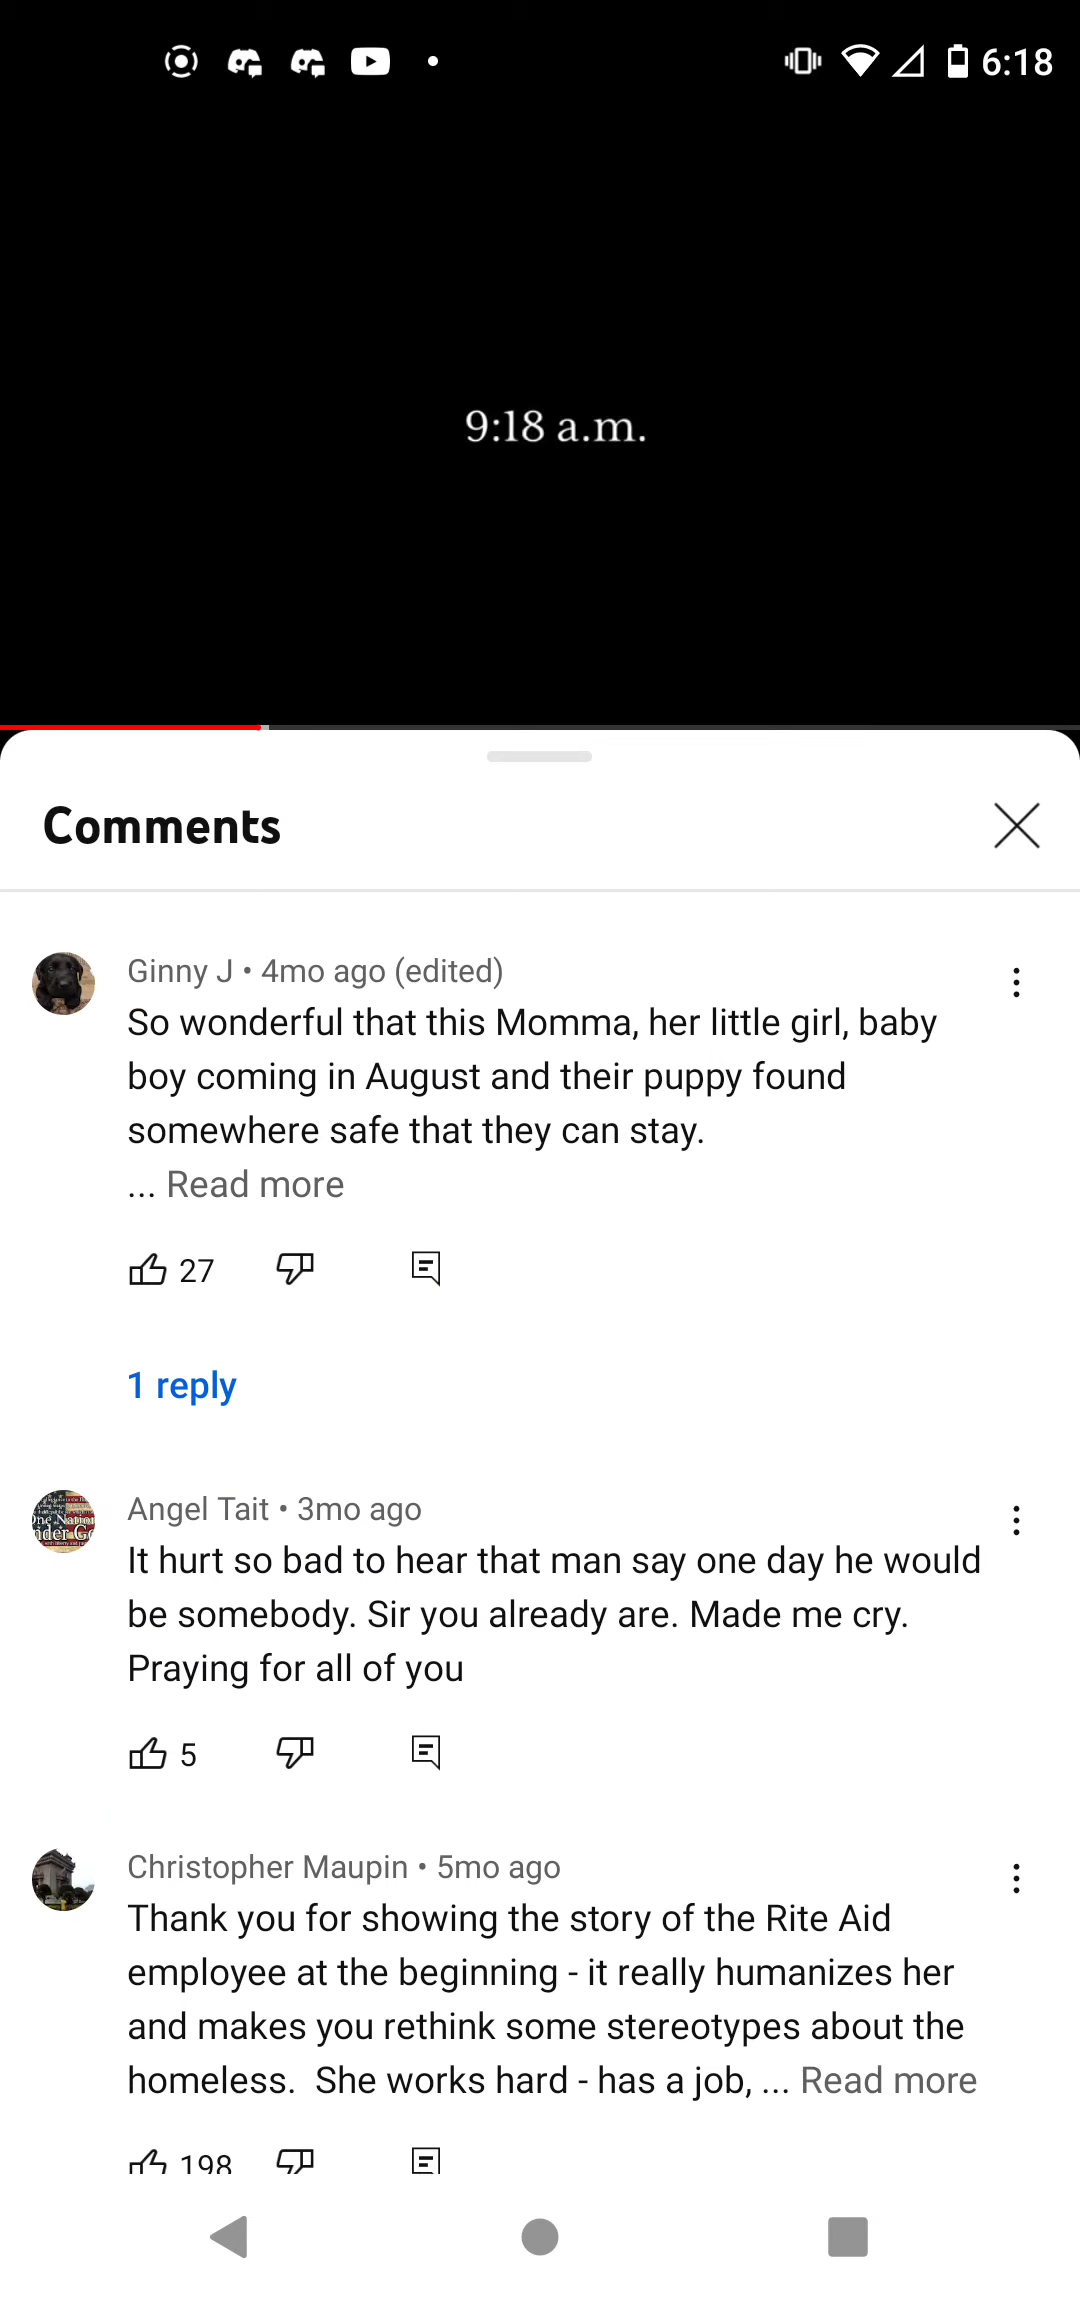 6:18
9:18 a.m.
Comments
Ginny J • 4mo ago (edited)
So wonderful that this Momma, her little girl, baby
boy coming in August and their puppy found
somewhere safe that they can stay.
... Read more
27
1 reply
Angel Tait • 3mo ago
It hurt so bad to hear that man say one day he would
be somebody. Sir you already are. Made me cry.
Praying for all of you
5
Christopher Maupin • 5mo ago
Thank you for showing the story of the Rite Aid
employee at the beginning - it really humanizes her
and makes you rethink some stereotypes about the
homeless.  She works hard - has a job, ... Read more
198